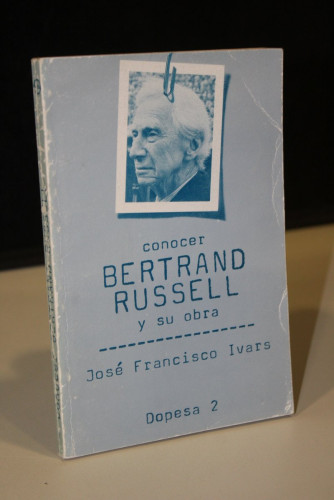 conocer
BERTRAND
RUSSELL
y su obra
José Francisco Ivars
Dopesa 2